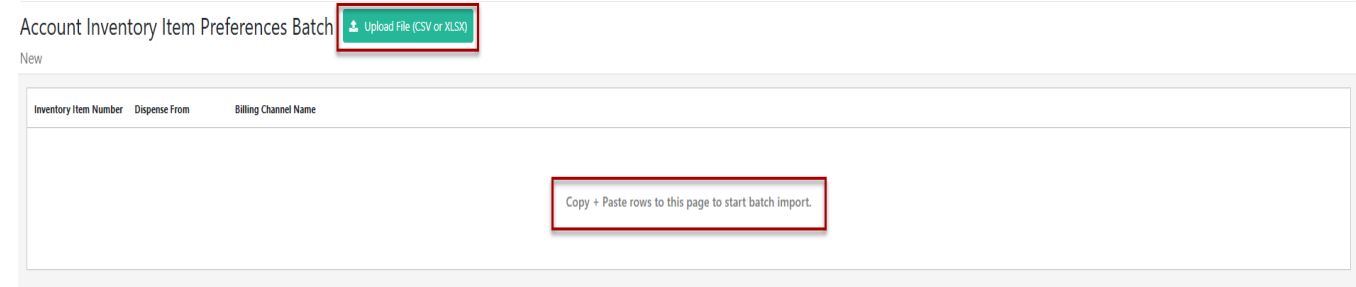 Account Inventory Item Preferences Batch Upload File (CSV or XLSX)
New
Inventory Item Number Dispense From Billing Channel Name
Copy + Paste rows to this page to start batch import.